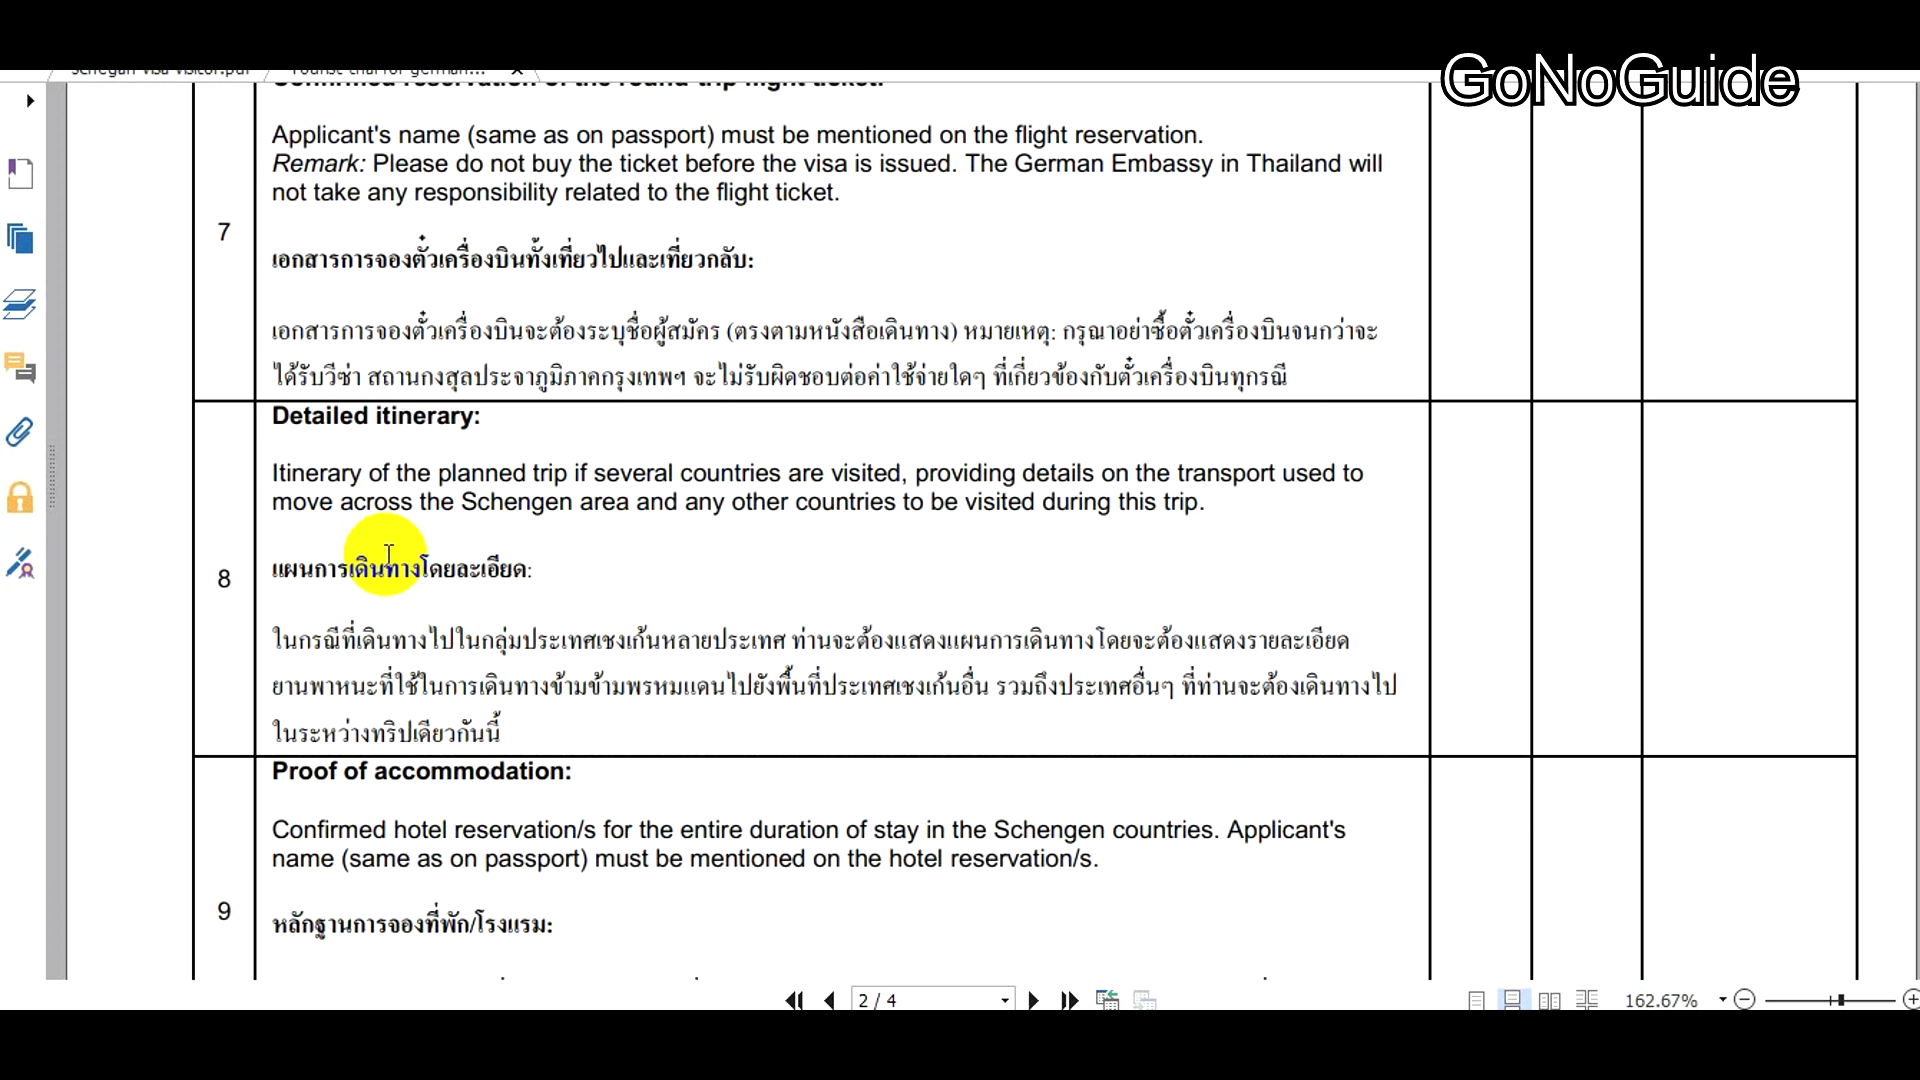 GoNoGuide
Confirmed reservation of the round trip flight ticket:
Applicant's name (same as on passport) must be mentioned on the flight reservation.
Remark: Please do not buy the ticket before the visa is issued. The German Embassy in Thailand will
not take any responsibility related to the flight ticket.
7
เอกสารการจองตั๋วเครื่องบินทั้งเที่ยวไปและเที่ยวกลับ:
เอกสารการจองตั๋วเครื่องบินจะต้องระบุชื่อผู้สมัคร (ตรงตามหนังสือเดินทาง) หมายเหตุ: กรุณาอย่าซื้อตั๋วเครื่องบินจนกว่าจะ
ได้รับวีซ่า สถานกงสุลประจำภูมิภาคกรุงเทพฯ จะไม่รับผิดชอบต่อค่าใช้จ่ายใดๆ ที่เกี่ยวข้องกับตั๋วเครื่องบินทุกรณี
Detailed itinerary:
Itinerary of the planned trip if several countries are visited, providing details on the transport used to
move across the Schengen area and any other countries to be visited during this trip.
8
แผนการเดินทางโดยละเอียด:
ในกรณีที่เดินทางไปในกลุ่มประเทศเชงเก้นหลายประเทศ ท่านจะต้องแสดงแผนการเดินทางโดยจะต้องแสดงรายละเอียด
ยานพาหนะที่ใช้ในการเดินทางข้ามข้ามพรหมแดนไปยังพื้นที่ประเทศเชงเก้นอื่น รวมถึงประเทศอื่นๆ ที่ท่านจะต้องเดินทางไป
ในระหว่างทริปเดียวกันนี้
Proof of accommodation:
Confirmed hotel reservation/s for the entire duration of stay in the Schengen countries. Applicant's
name (same as on passport) must be mentioned on the hotel reservation/s.
9
หลักฐานการจองที่พัก/โรงแรม:
2 / 4
162.67%